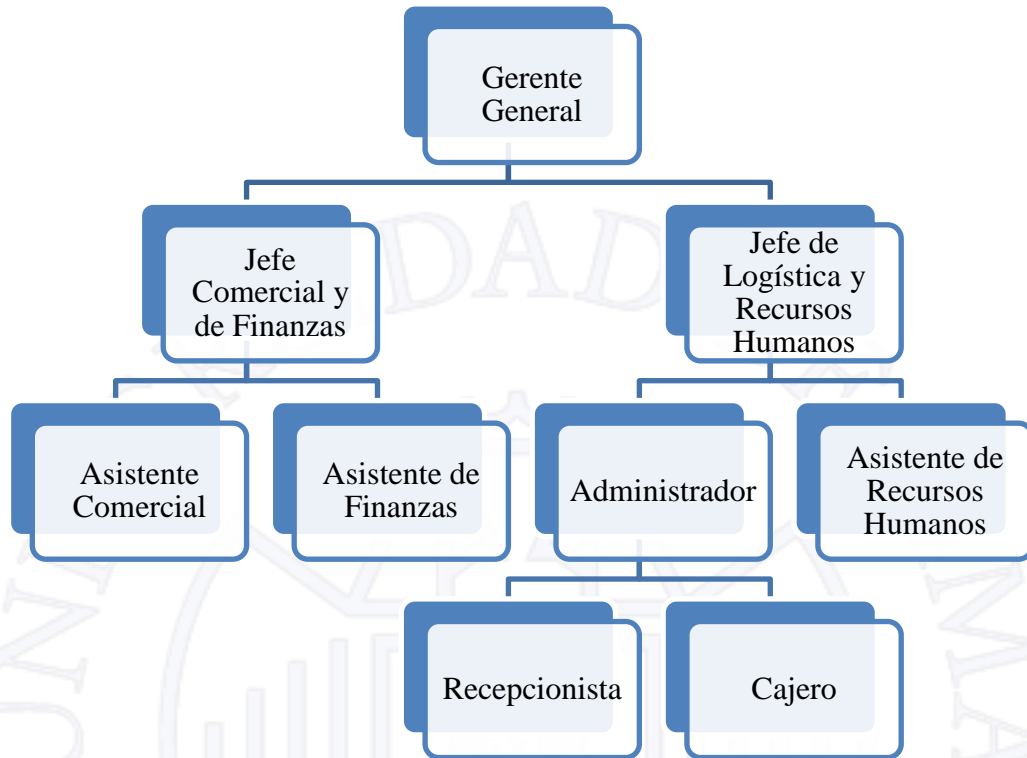 Gerente
General
Jefe
Comercial y
de Finanzas
Jefe de
Logística y
Recursos
Humanos
Asistente
Comercial
Asistente de
Finanzas
Administrador
Asistente de
Recursos
Humanos
Recepcionista
Cajero